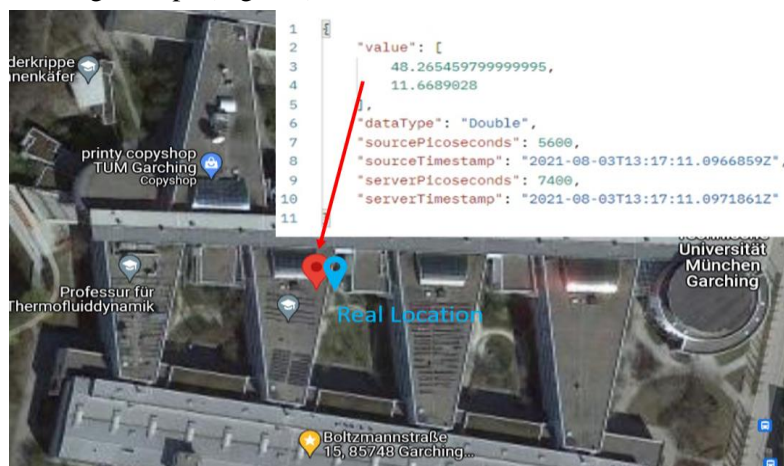 derkrippe
nnenkäfer
printy copyshop
TUM Garching
Copyshop
1 {
2 "value": [
3 48.265459799999995,
4 11.6689028
5 ],
6 "dataType": "Double",
7 "sourcePicoseconds": 5600,
8 "sourceTimestamp": "2021-08-03T13:17:11.0966859Z",
9 "serverPicoseconds": 7400,
10 "serverTimestamp": "2021-08-03T13:17:11.0971861Z"
11 }
Universität
München
Garching
Professur für
Thermofluiddynamik
Real Location
Boltzmannstraße
15, 85748 Garching...